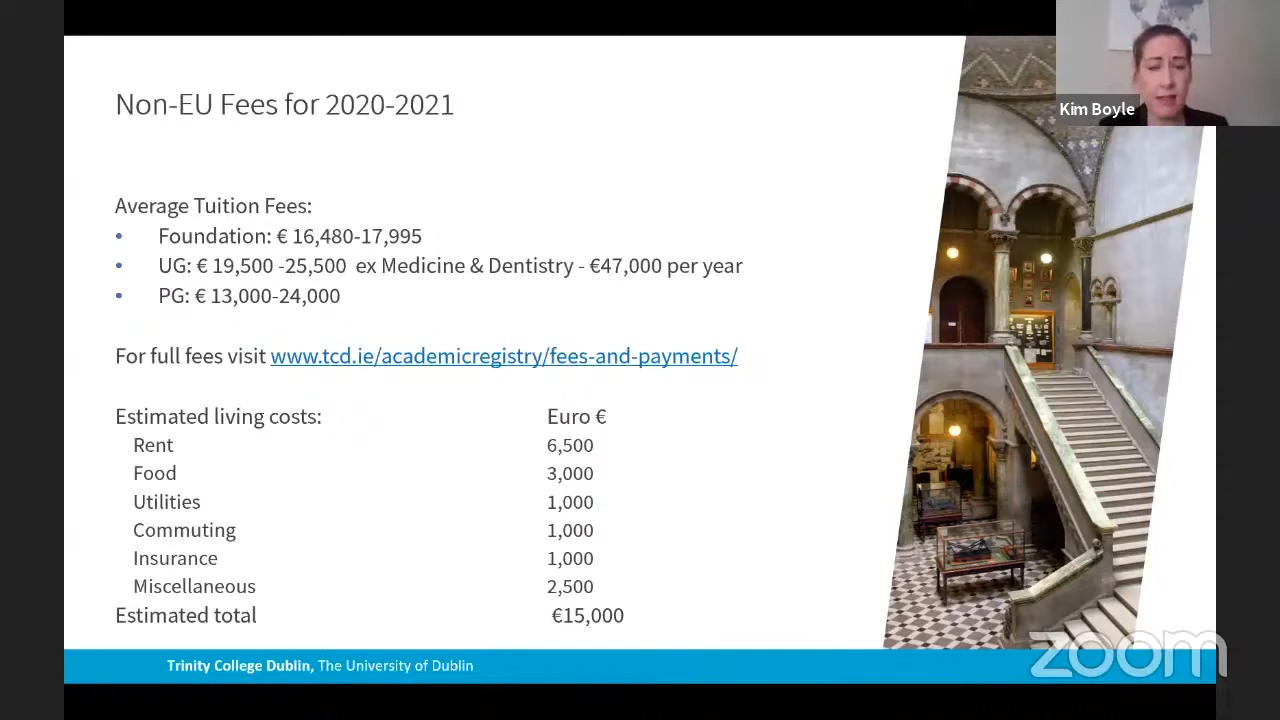 Non-EU Fees for 2020-2021
Kim Boyle
Average Tuition Fees:
• Foundation: € 16,480-17,995
• UG: € 19,500 -25,500 ex Medicine & Dentistry - €47,000 per year
• PG: € 13,000-24,000
For full fees visit www.tcd.ie/academicregistry/fees-and-payments/
Estimated living costs: Euro €
Rent 6,500
Food 3,000
Utilities 1,000
Commuting 1,000
Insurance 1,000
Miscellaneous 2,500
Estimated total €15,000
Trinity College Dublin, The University of Dublin
zoom